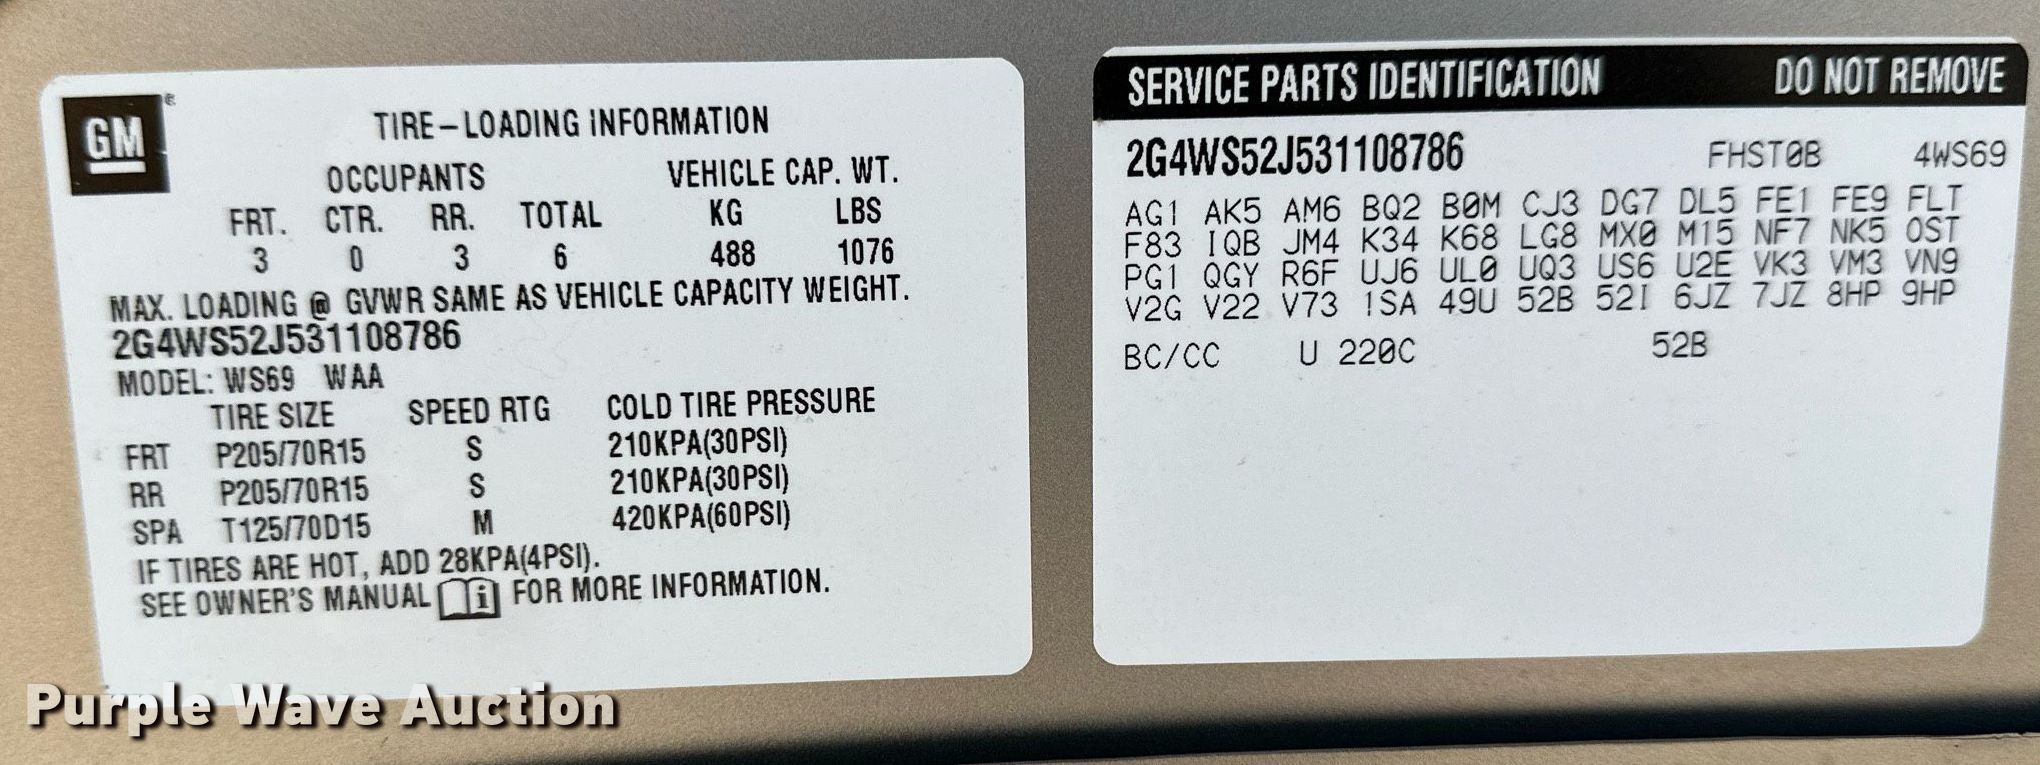 GM
TIRE-LOADING INFORMATION
OCCUPANTS VEHICLE CAP. WT.
FRT. CTR. RR. TOTAL KG LBS
3 0 3 6 488 1076
MAX. LOADING @ GVWR SAME AS VEHICLE CAPACITY WEIGHT.
2G4WS52J531108786
MODEL: WS69 WAA
TIRE SIZE SPEED RTG COLD TIRE PRESSURE
FRT P205/70R15 S 210KPA(30PSI)
RR P205/70R15 S 210KPA(30PSI)
SPA T125/70D15 M 420KPA(60PSI)
IF TIRES ARE HOT, ADD 28KPA(4PSI).
SEE OWNER'S MANUAL i FOR MORE INFORMATION.
SERVICE PARTS IDENTIFICATION DO NOT REMOVE
2G4WS52J531108786 FHST0B 4WS69
AG1 AK5 AM6 BQ2 B0M CJ3 DG7 DL5 FE1 FE9 FLT
F83 IQB JM4 K34 K68 LG8 MX0 M15 NF7 NK5 OST
PG1 QGY R6F UJ6 UL0 UQ3 US6 U2E VK3 VM3 VN9
V2G V22 V73 1SA 49U 52B 52I 6JZ 7JZ 8HP 9HP
BC/CC U 220C 52B
Purple Wave Auction